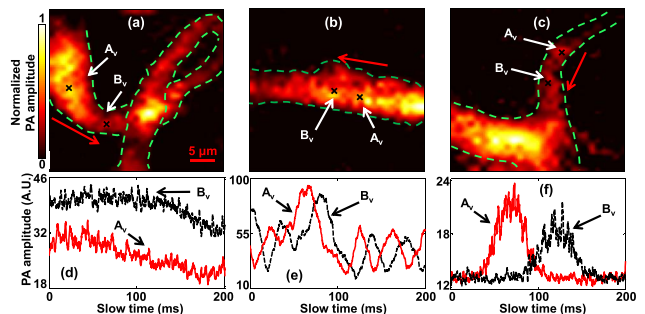 1
Normalized
PA amplitude
0
(a)
Av
Bv
5 µm
(b)
Bv
Av
(c)
Av
Bv
PA amplitude (A.U.)
46
32
18
Bv
Av
(d)
0 100 200
Slow time (ms)
100
55
10
Av
Bv
(e)
0 100 200
Slow time (ms)
24
18
12
(f)
Av
Bv
0 100 200
Slow time (ms)